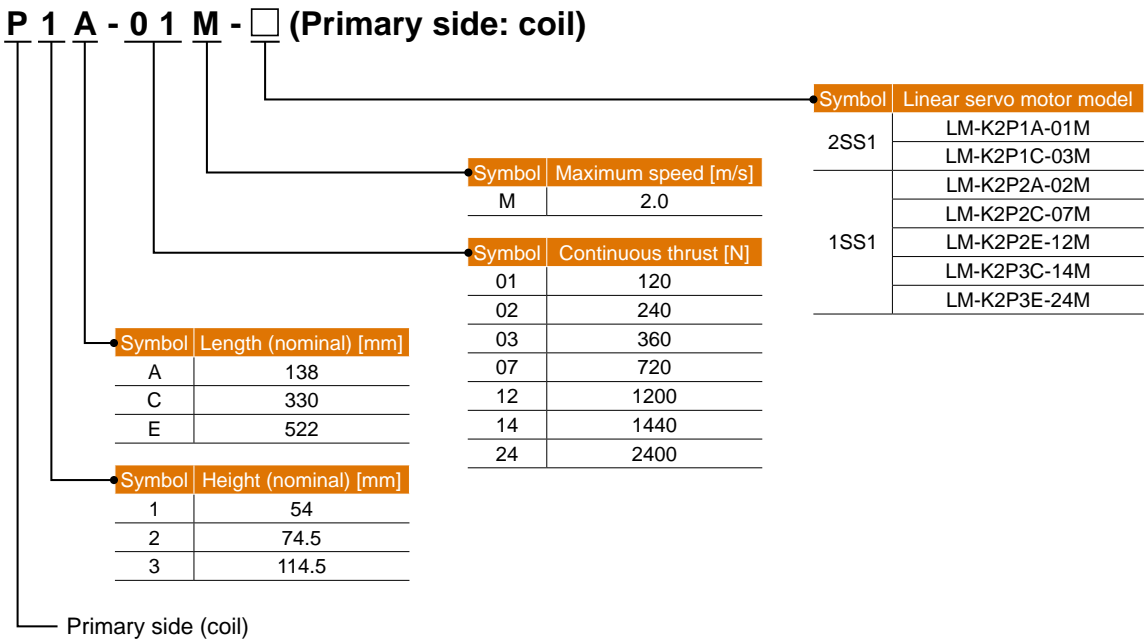 P 1 A - 0 1 M - □ (Primary side: coil)
Symbol Linear servo motor model
2SS1
LM-K2P1A-01M
LM-K2P1C-03M
1SS1
LM-K2P2A-02M
LM-K2P2C-07M
LM-K2P2E-12M
LM-K2P3C-14M
LM-K2P3E-24M
Symbol Maximum speed [m/s]
M 2.0
Symbol Continuous thrust [N]
01 120
02 240
03 360
07 720
12 1200
14 1440
24 2400
Symbol Length (nominal) [mm]
A 138
C 330
E 522
Symbol Height (nominal) [mm]
1 54
2 74.5
3 114.5
Primary side (coil)